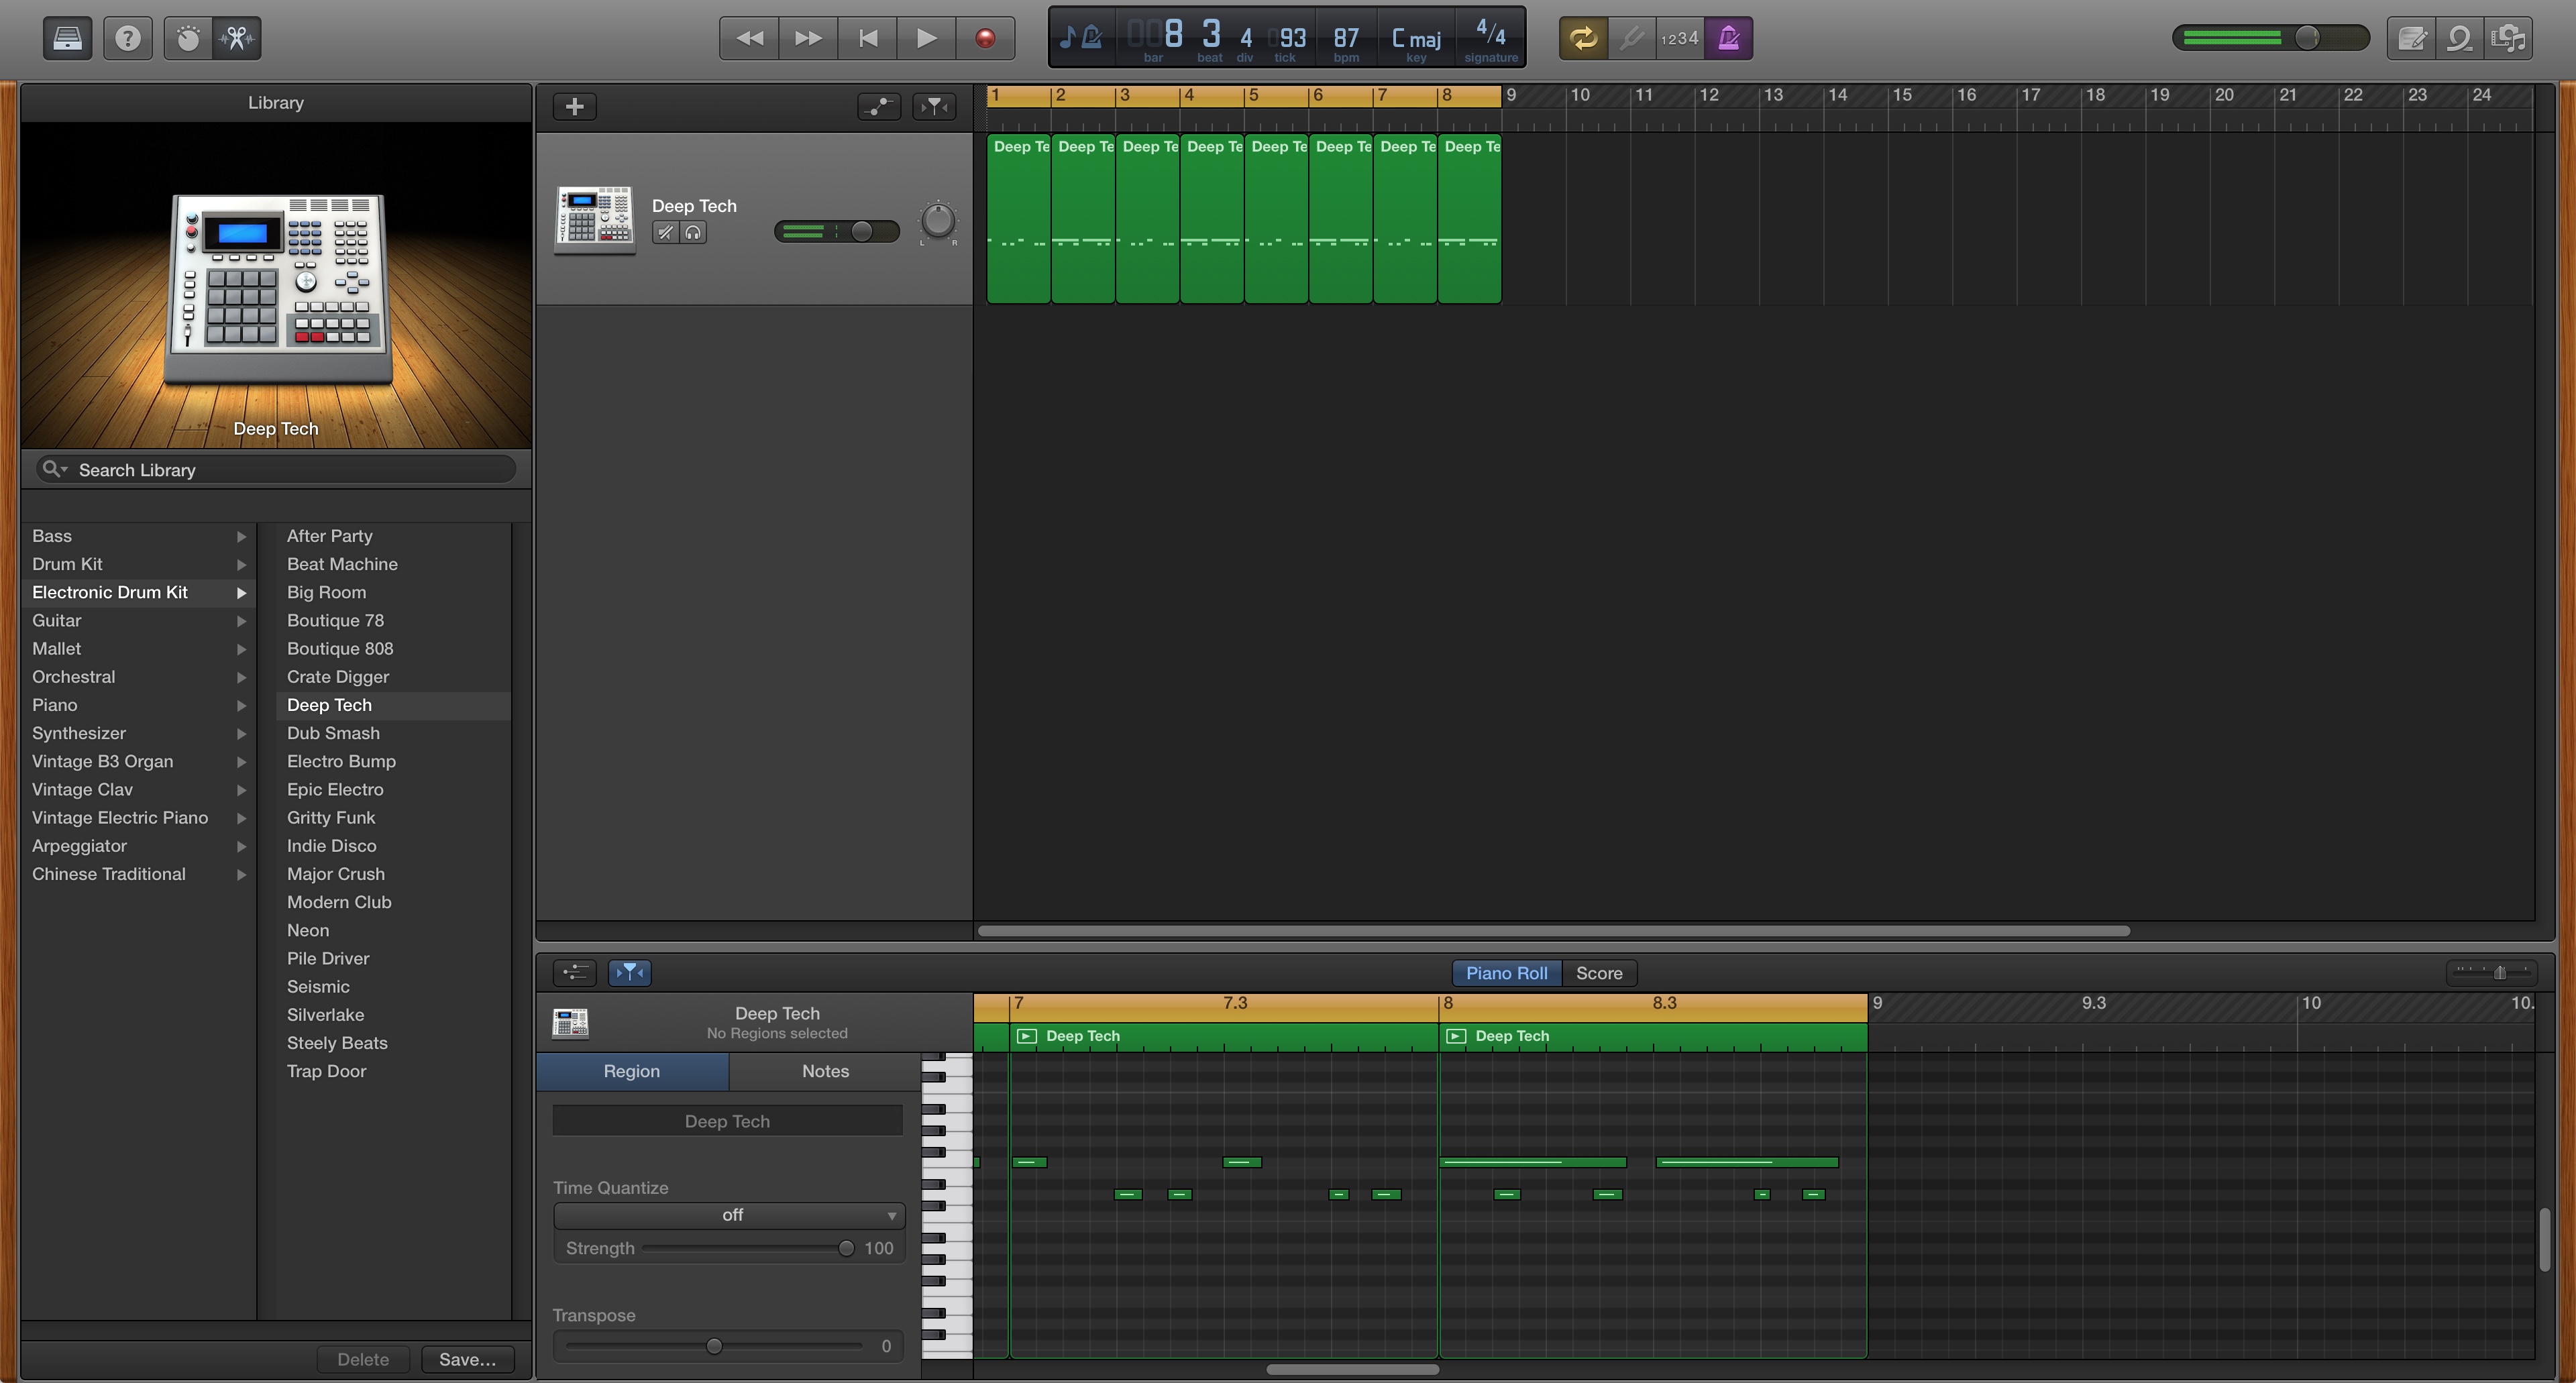 1234
008 3 4 093 87 C maj 4/4
bar beat div tick bpm key signature
Library
Deep Tech
Search Library
Bass
Drum Kit
Electronic Drum Kit
Guitar
Mallet
Orchestral
Piano
Synthesizer
Vintage B3 Organ
Vintage Clav
Vintage Electric Piano
Arpeggiator
Chinese Traditional
After Party
Beat Machine
Big Room
Boutique 78
Boutique 808
Crate Digger
Deep Tech
Dub Smash
Electro Bump
Epic Electro
Gritty Funk
Indie Disco
Major Crush
Modern Club
Neon
Pile Driver
Seismic
Silverlake
Steely Beats
Trap Door
Delete Save...
1 2 3 4 5 6 7 8 9 10 11 12 13 14 15 16 17 18 19 20 21 22 23 24
Deep Tech
L R
Deep Te Deep Te Deep Te Deep Te Deep Te Deep Te Deep Te Deep Te
Piano Roll Score
Deep Tech
No Regions selected
Region Notes
Deep Tech
Time Quantize
off
Strength 100
Transpose
0
7 7.3 8 8.3 9 9.3 10 10.
Deep Tech Deep Tech